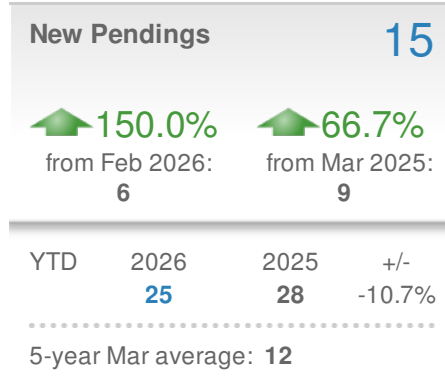 New Pendings 15
150.0% 66.7%
from Feb 2026: from Mar 2025:
6 9
YTD 2026 2025 +/-
25 28 -10.7%
5-year Mar average: 12